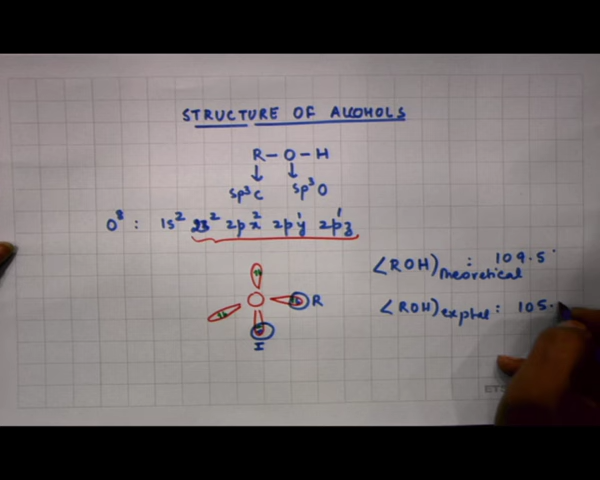 STRUCTURE OF ALCOHOLS
R - O - H
↓ ↓
sp³C sp³O
O⁸ : 1s² 2s² 2px² 2py¹ 2pz¹
∠ROH)theoretical : 109.5°
R
∠ROH)exptal : 105.